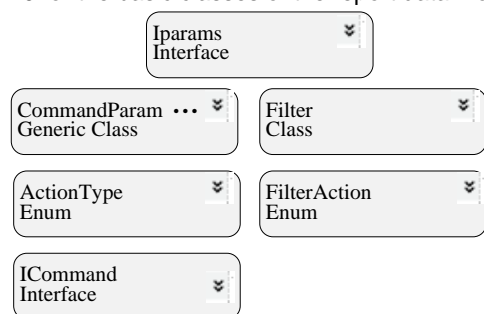 Iparams
Interface
CommandParam ...
Generic Class
Filter
Class
ActionType
Enum
FilterAction
Enum
ICommand
Interface